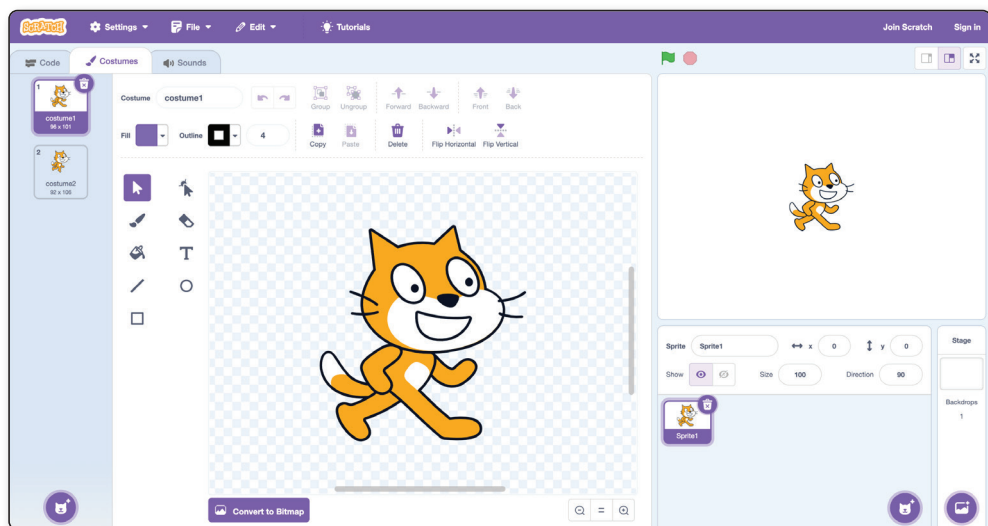 SCRATCH Settings File Edit Tutorials Join Scratch Sign in
Code Costumes Sounds
1
costume1
96 x 101
2
costume2
92 x 106
Costume costume1
Group Ungroup Forward Backward Front Back
Fill Outline 4
Copy Paste Delete Flip Horizontal Flip Vertical
T
Convert to Bitmap
=
Sprite Sprite1 x 0 y 0
Show Size 100 Direction 90
Sprite1
Stage
Backdrops
1